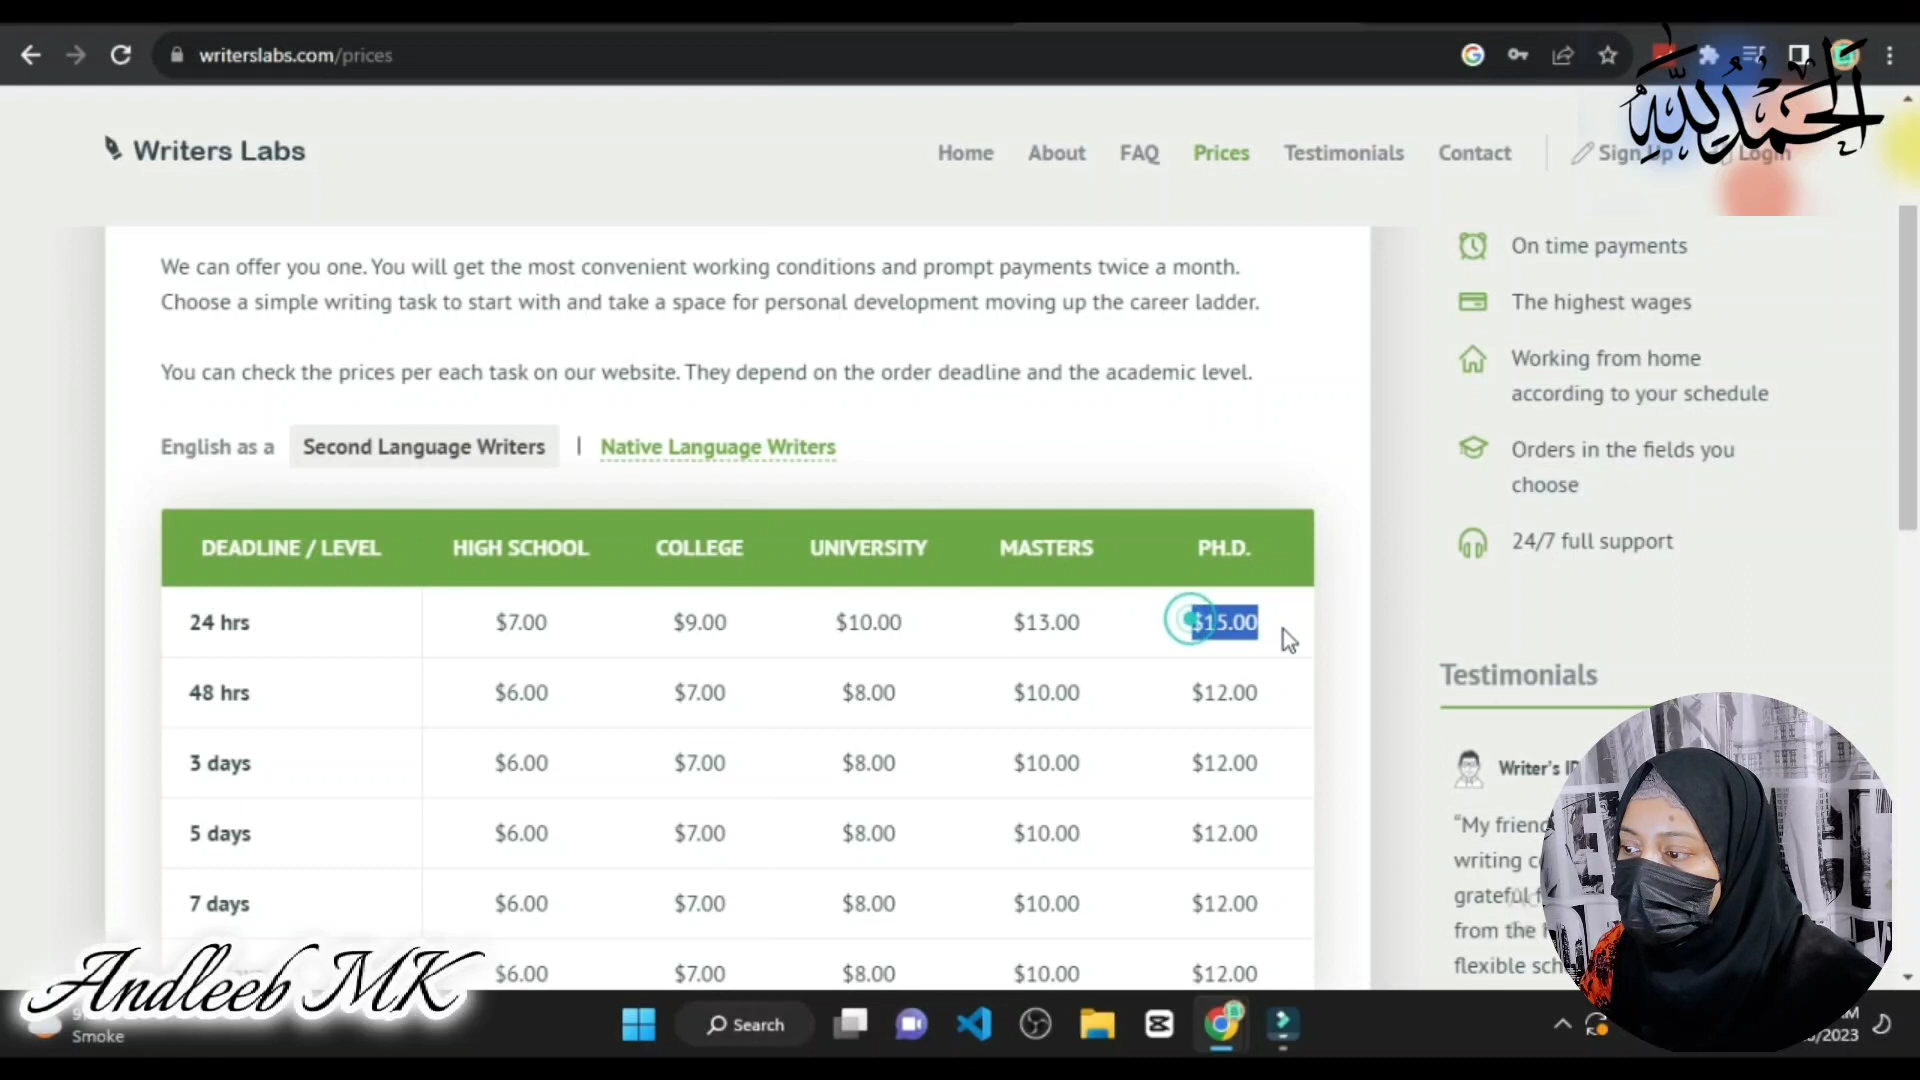 writerslabs.com/prices
الحمد لله
Writers Labs
Home About FAQ Prices Testimonials Contact Sign Up Login
We can offer you one. You will get the most convenient working conditions and prompt payments twice a month.
Choose a simple writing task to start with and take a space for personal development moving up the career ladder.
You can check the prices per each task on our website. They depend on the order deadline and the academic level.
English as a Second Language Writers | Native Language Writers
DEADLINE / LEVEL HIGH SCHOOL COLLEGE UNIVERSITY MASTERS PH.D.
24 hrs $7.00 $9.00 $10.00 $13.00 $15.00
48 hrs $6.00 $7.00 $8.00 $10.00 $12.00
3 days $6.00 $7.00 $8.00 $10.00 $12.00
5 days $6.00 $7.00 $8.00 $10.00 $12.00
7 days $6.00 $7.00 $8.00 $10.00 $12.00
$6.00 $7.00 $8.00 $10.00 $12.00
On time payments
The highest wages
Working from home
according to your schedule
Orders in the fields you
choose
24/7 full support
Testimonials
Writer's
“My
writing
grateful
from the
flexible
Andleeb MK
Smoke
Search
/2023